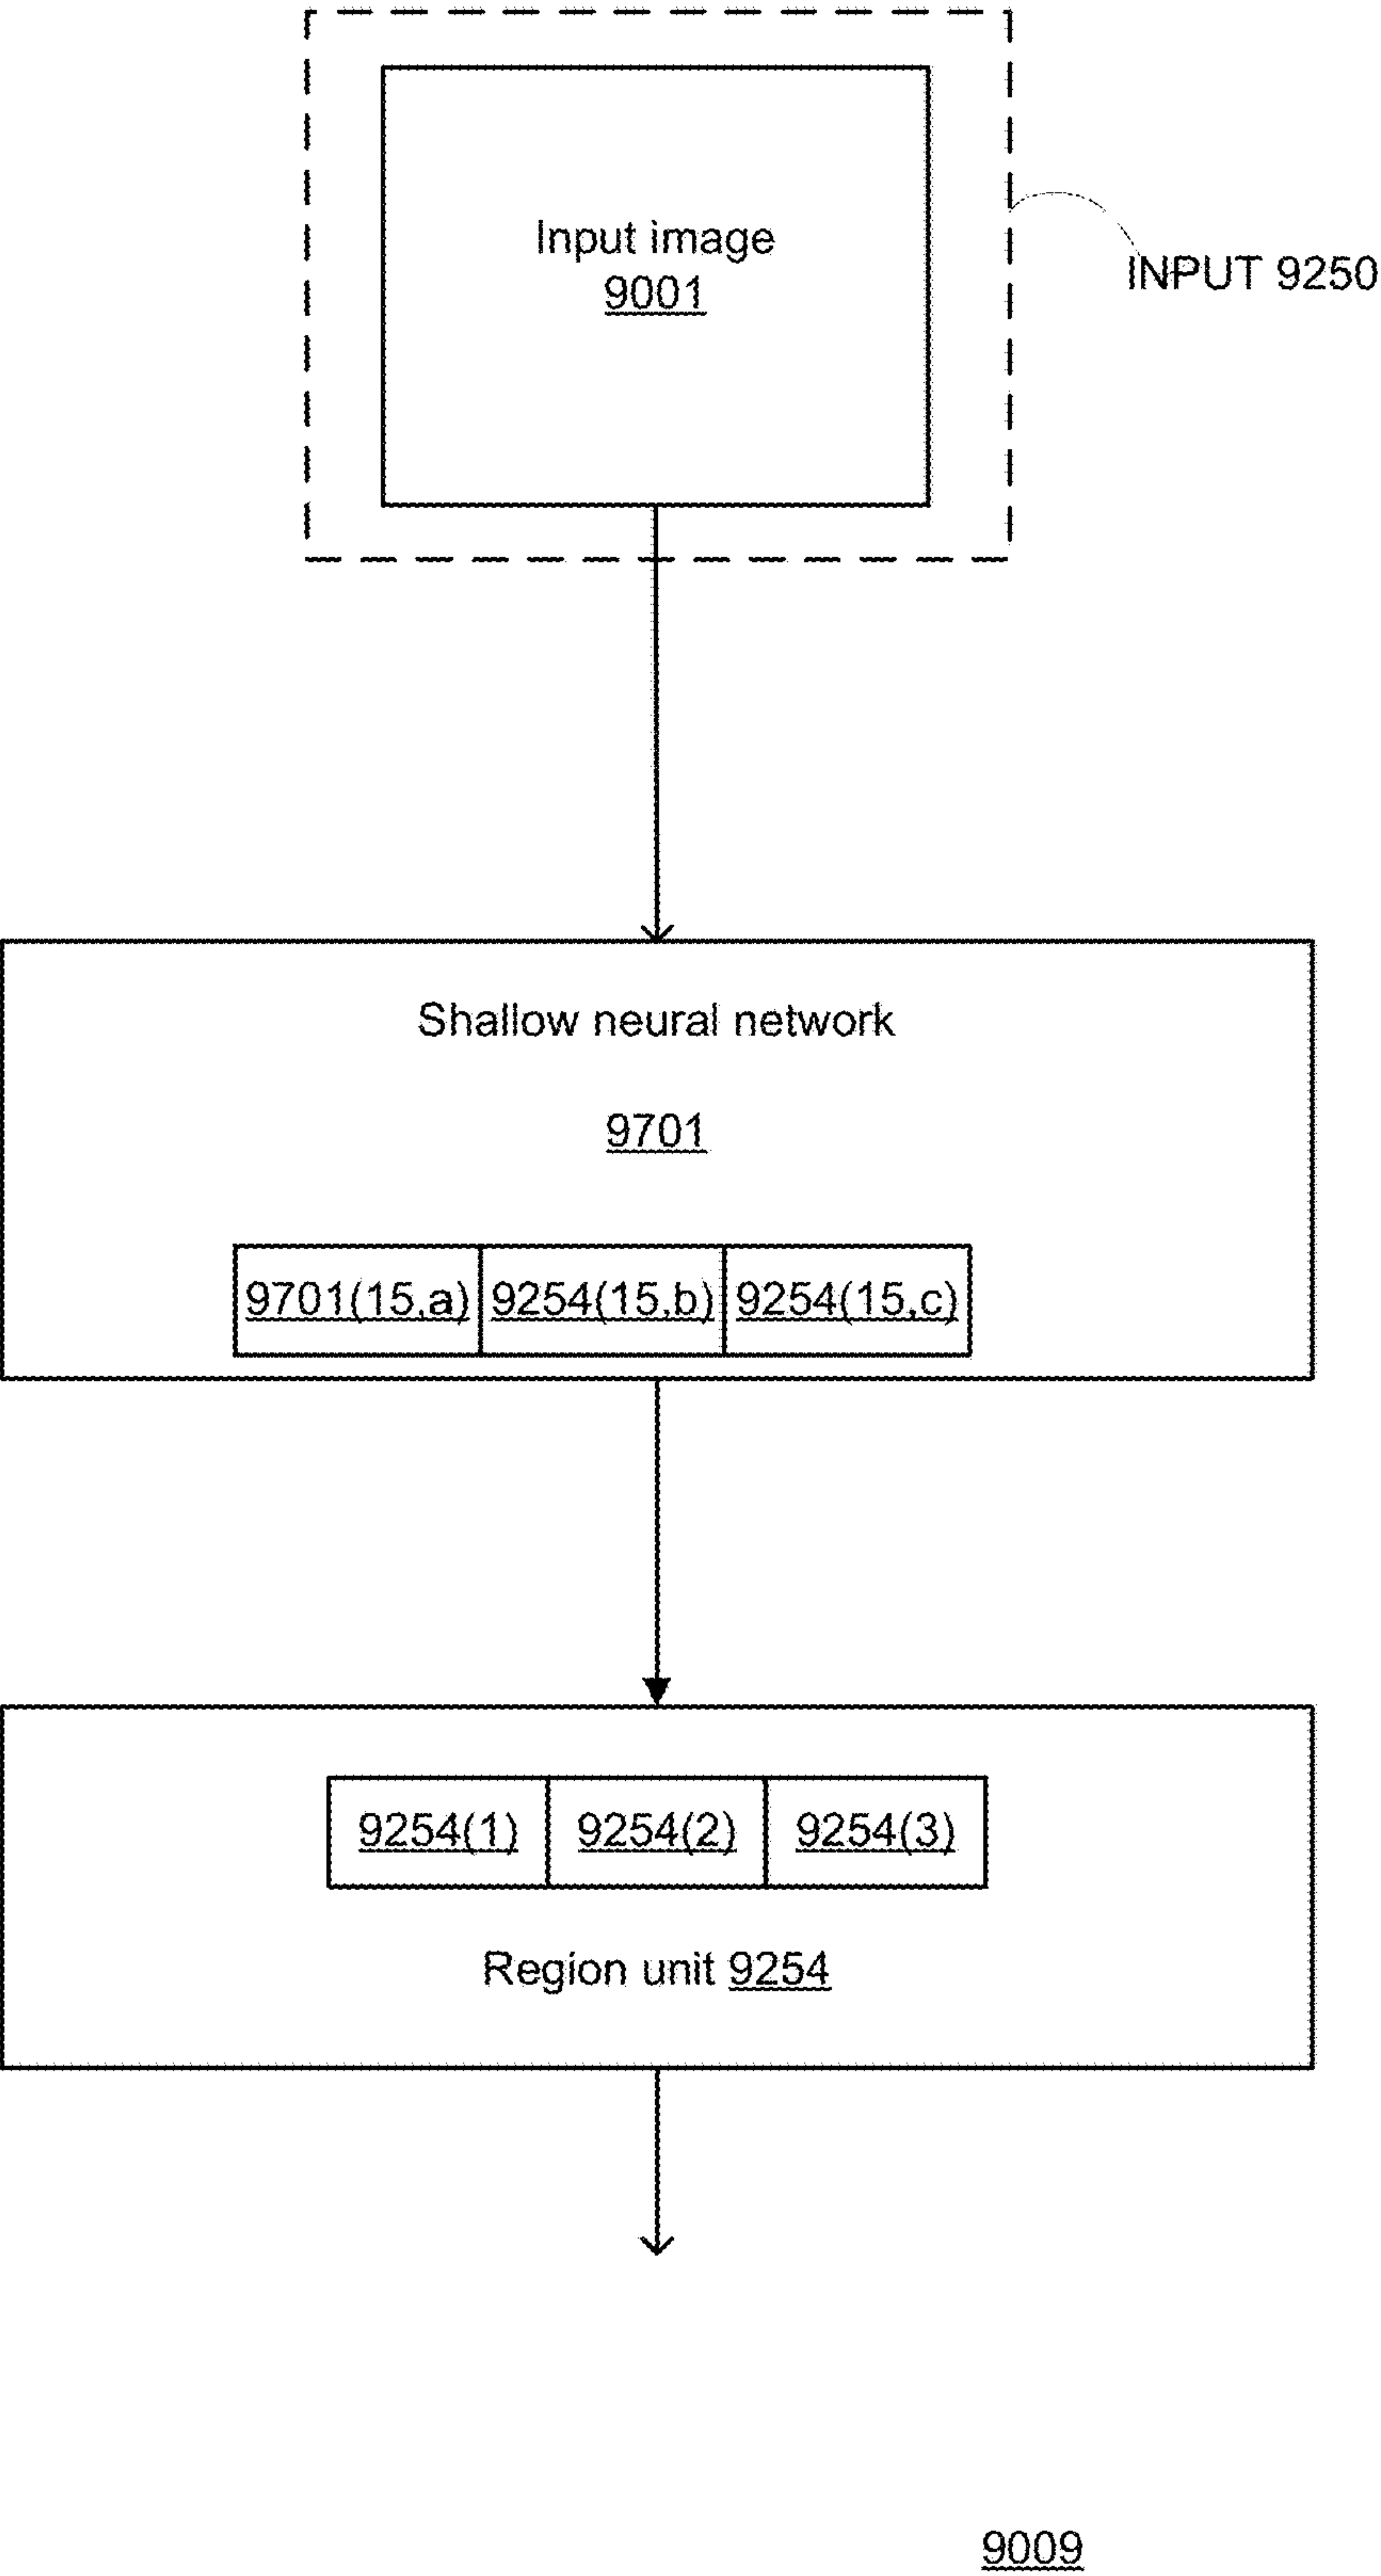 Input image
9001
INPUT 9250
Shallow neural network
9701
9701(15,a) 9254(15,b) 9254(15,c)
9254(1) 9254(2) 9254(3)
Region unit 9254
9009